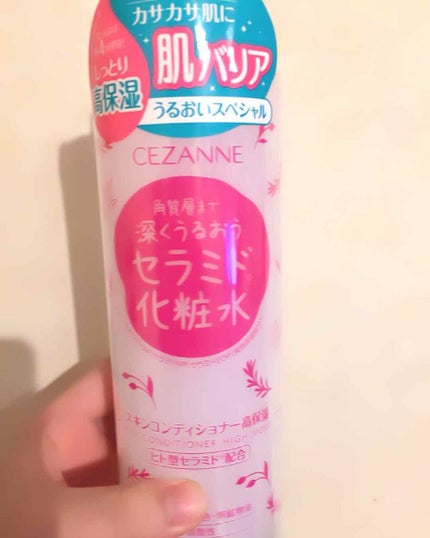 カサカサ肌に
肌バリア
うるおいスペシャル
しっとり
高保湿
CEZANNE
角質層まで
深くうるおう
セラミド
化粧水
スキンコンディショナー高保湿
CONDITIONER HIGH
ヒト型セラミド配合